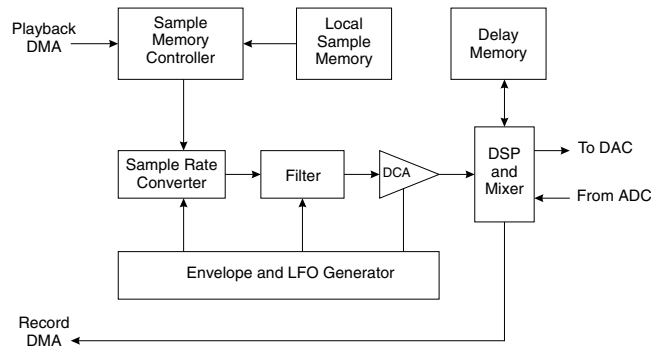 Playback
DMA
Sample
Memory
Controller
Local
Sample
Memory
Delay
Memory
Sample Rate
Converter
Filter
DCA
DSP
and
Mixer
To DAC
From ADC
Envelope and LFO Generator
Record
DMA